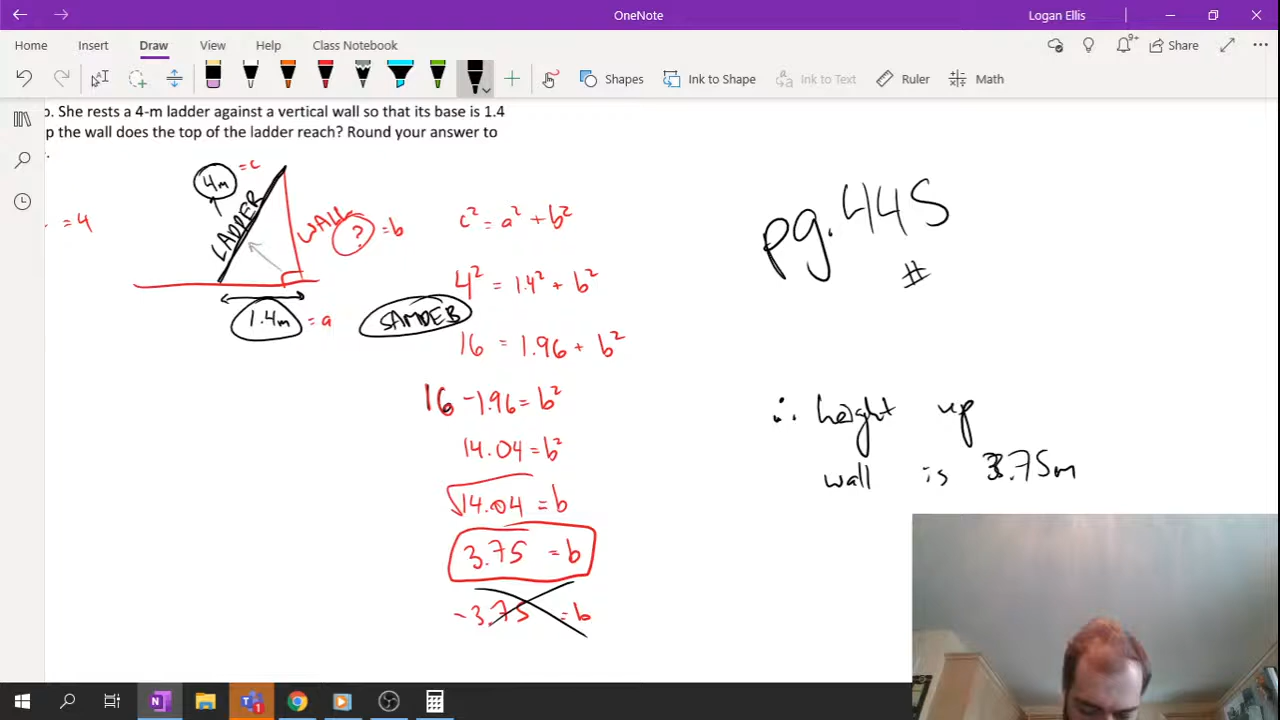 OneNote
Logan Ellis
Home Insert Draw View Help Class Notebook
9+ Share
Shapes Ink to Shape Ink to Text Ruler Math
o. She rests a 4-m ladder against a vertical wall so that its base is 1.4
p the wall does the top of the ladder reach? Round your answer to
= 4
4m = c
LADDER
WALL
? = b
1.4m = a
SAMDEB
c² = a² + b²
4² = 1.4² + b²
16 = 1.96 + b²
16 - 1.96 = b²
14.04 = b²
√14.04 = b
3.75 = b
-3.75 = b
pg. 445
#
∴ height up
wall is 3.75m